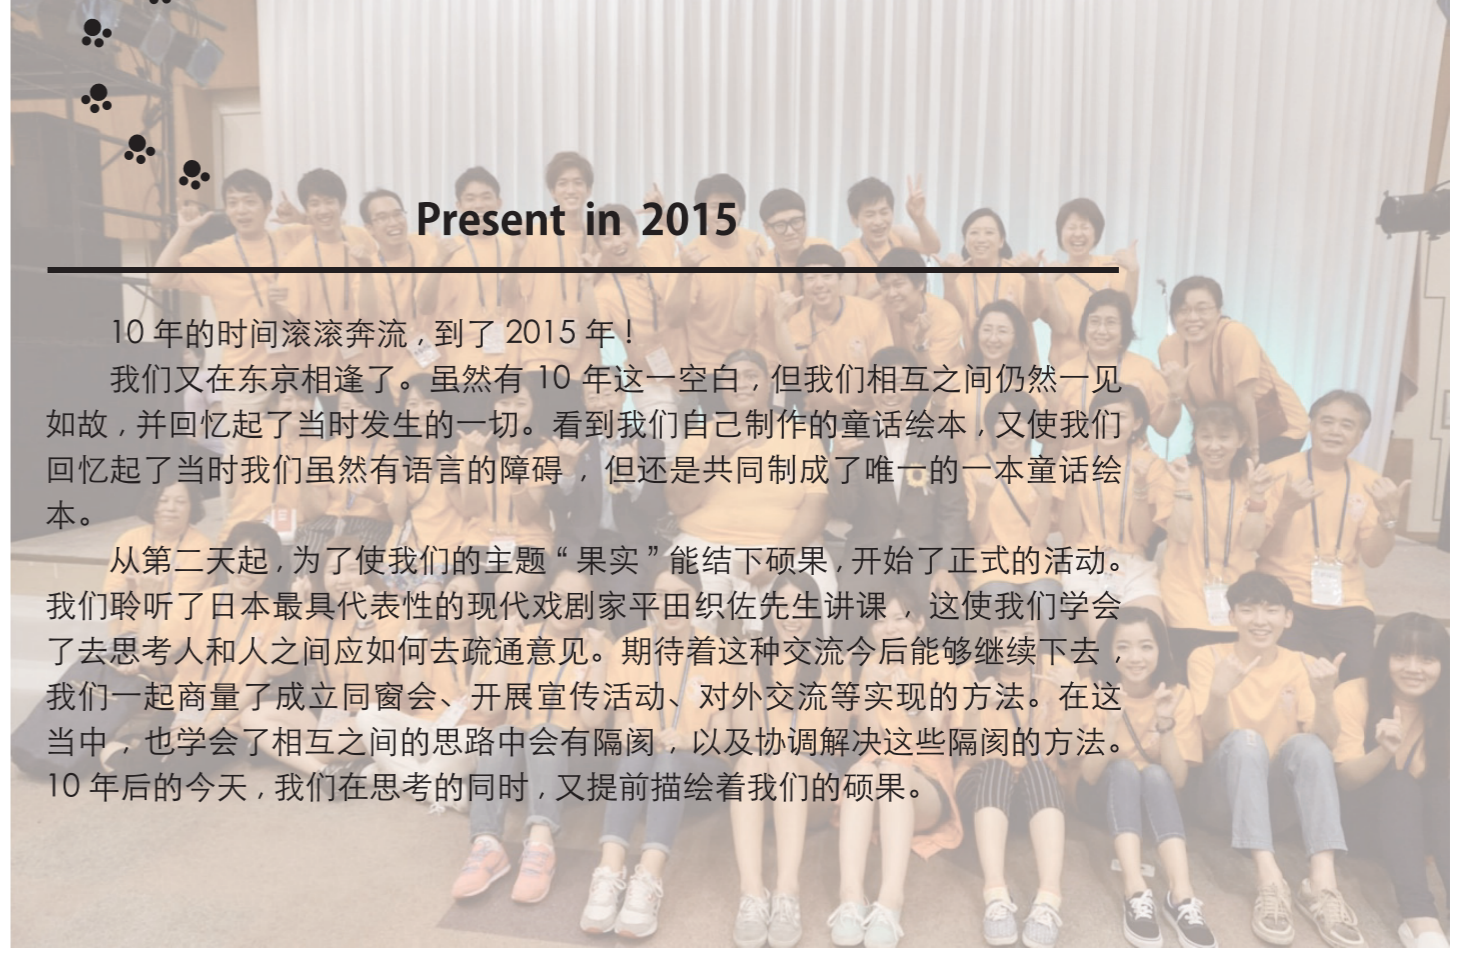 Present in 2015
10 年的时间滚滚奔流，到了 2015 年！
我们又在东京相逢了。虽然有 10 年这一空白，但我们相互之间仍然一见
如故，并回忆起了当时发生的一切。看到我们自己制作的童话绘本，又使我们
回忆起了当时我们虽然有语言的障碍，但还是共同制成了唯一的一本童话绘
本。
从第二天起，为了使我们的主题“果实”能结下硕果，开始了正式的活动。
我们聆听了日本最具代表性的现代戏剧家平田织佐先生讲课，这使我们学会
了去思考人和人之间应如何去疏通意见。期待着这种交流今后能够继续下去，
我们一起商量了成立同窗会、开展宣传活动、对外交流等实现的方法。在这
当中，也学会了相互之间的思路中会有隔阂，以及协调解决这些隔阂的方法。
10 年后的今天，我们在思考的同时，又提前描绘着我们的硕果。